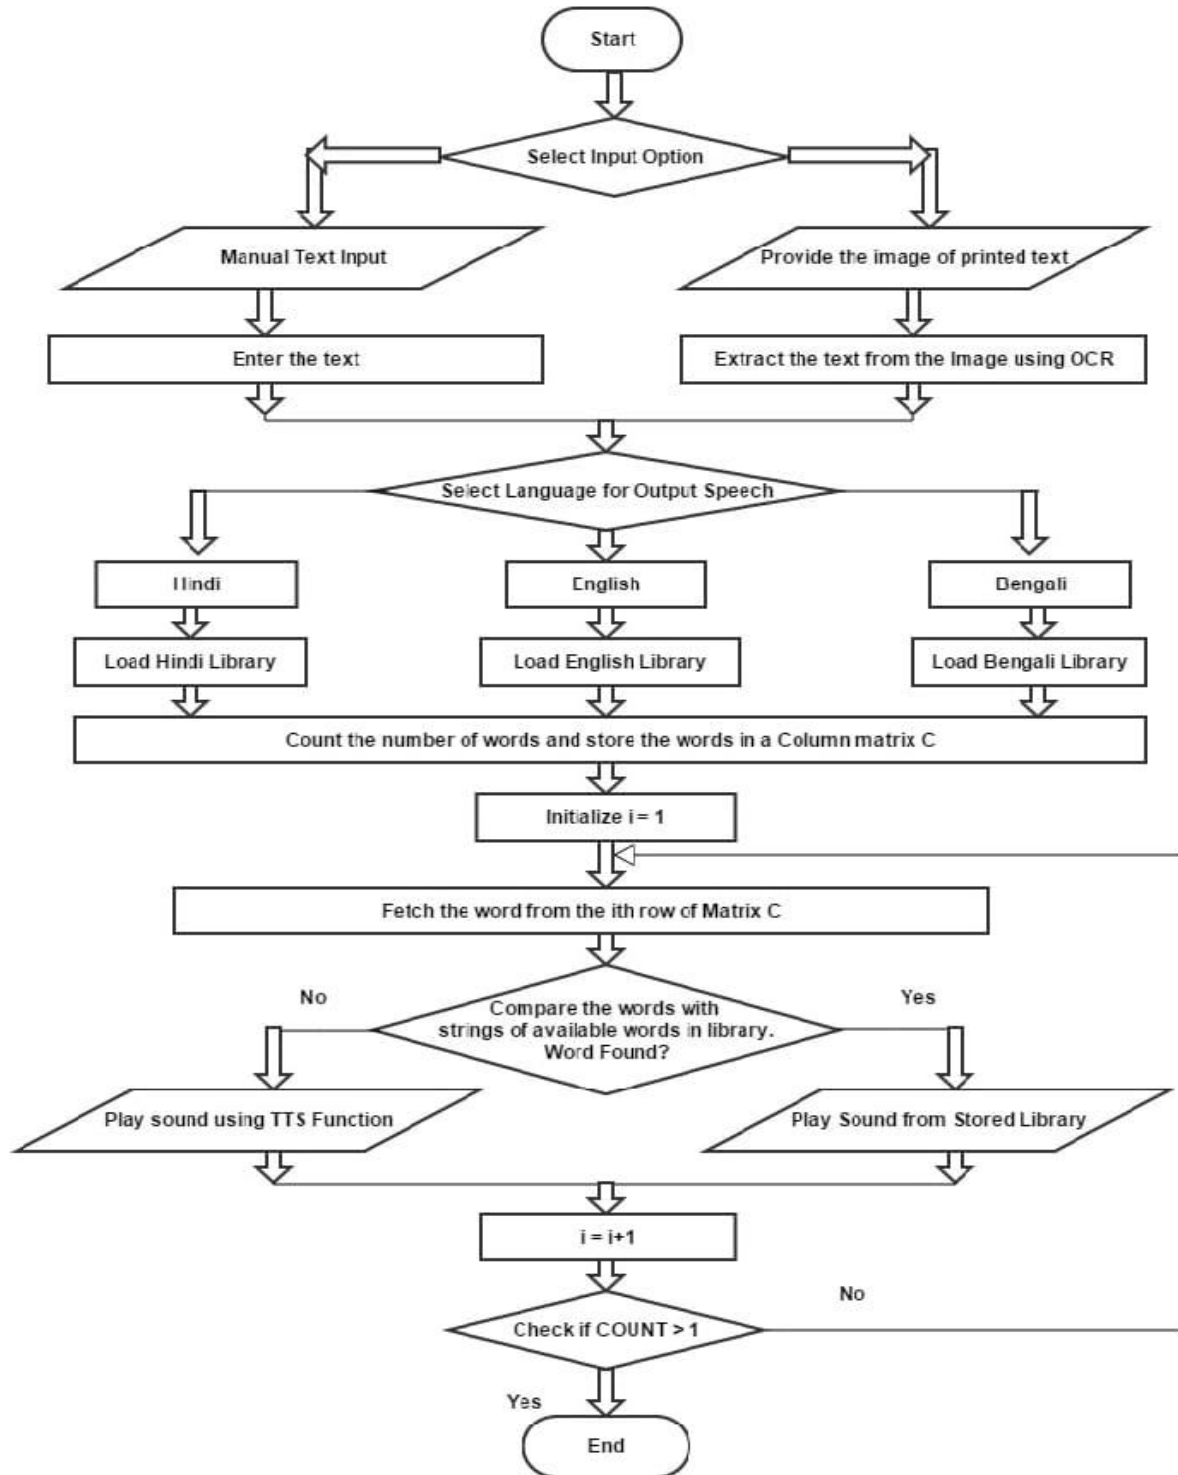 Start
Select Input Option
Manual Text Input
Provide the image of printed text
Enter the text
Extract the text from the Image using OCR
Select Language for Output Speech
Hindi
English
Bengali
Load Hindi Library
Load English Library
Load Bengali Library
Count the number of words and store the words in a Column matrix C
Initialize i = 1
Fetch the word from the ith row of Matrix C
No
Yes
Compare the words with
strings of available words in library.
Word Found?
Play sound using TTS Function
Play Sound from Stored Library
i = i+1
No
Check if COUNT > 1
Yes
End